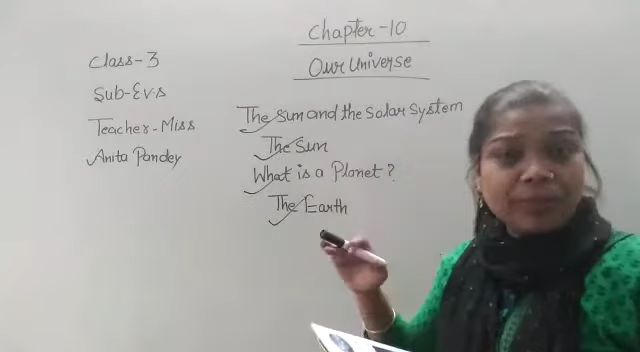 Chapter-10
Our Universe
Class-3
Sub-E.v.s
Teacher-Miss
Anita Pandey
The Sun and the Solar System
The Sun
What is a Planet?
The Earth